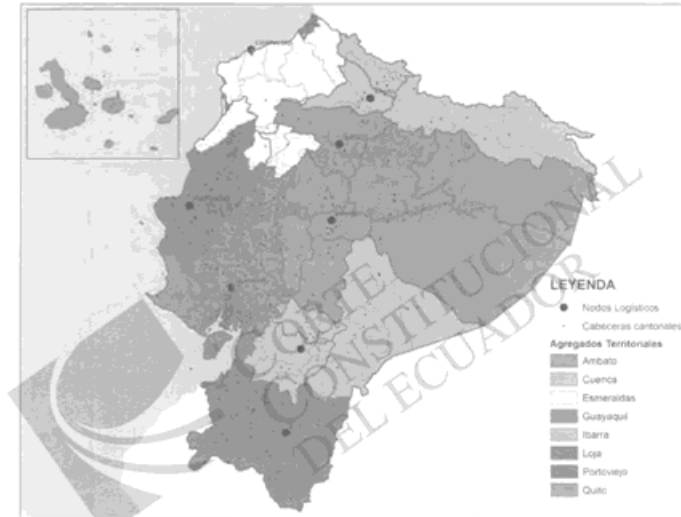 LEYENDA
Nodos Logísticos
Cabeceras cantonales
Agregados Territoriales
Ambato
Cuenca
Esmeraldas
Guayaquil
Ibarra
Loja
Portoviejo
Quito
CORTE
CONSTITUCIONAL
DEL ECUADOR